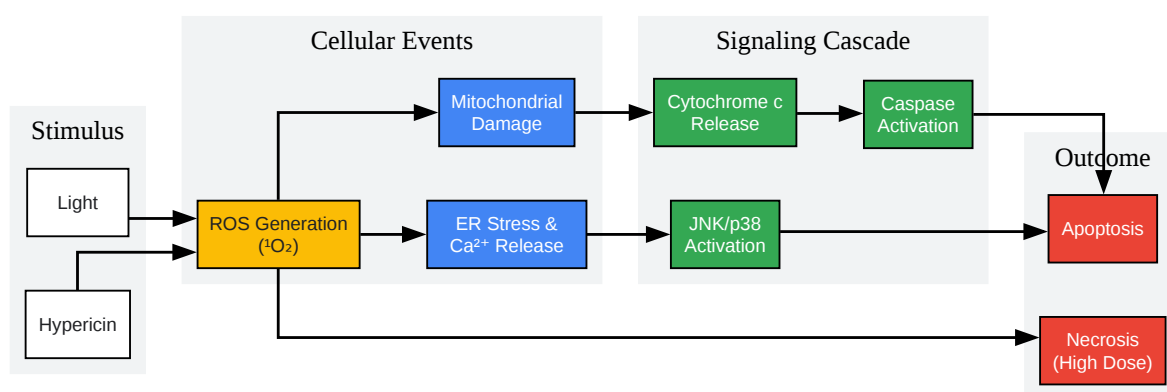 Cellular Events
Signaling Cascade
Mitochondrial
Damage
Cytochrome c
Release
Caspase
Activation
Stimulus
Outcome
Light
ROS Generation
(¹O₂)
ER Stress &
Ca²⁺ Release
JNK/p38
Activation
Apoptosis
Hypericin
Necrosis
(High Dose)